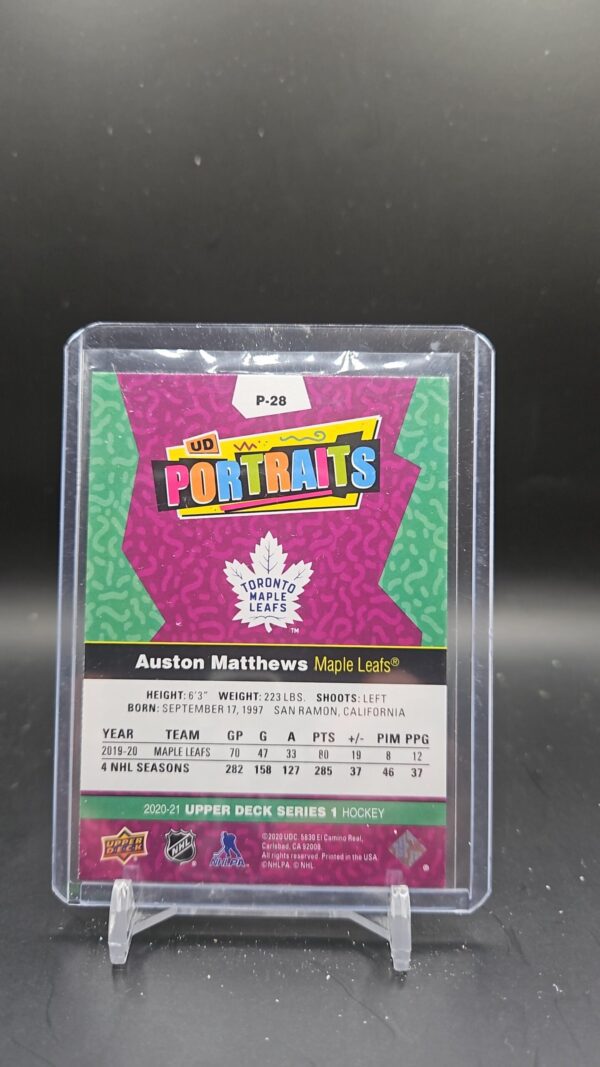 P-28
UD
PORTRAITS
TORONTO
MAPLE
LEAFS
™
Auston Matthews Maple Leafs®
HEIGHT: 6'3" WEIGHT: 223 LBS. SHOOTS: LEFT
BORN: SEPTEMBER 17, 1997 SAN RAMON, CALIFORNIA
YEAR TEAM GP G A PTS +/- PIM PPG
2019-20 MAPLE LEAFS 70 47 33 80 19 8 12
4 NHL SEASONS 282 158 127 285 37 46 37
2020-21 UPPER DECK SERIES 1 HOCKEY
UPPER DECK
NHL
NHLPA
©2020 UDC. 5830 El Camino Real,
Carlsbad, CA 92008.
All rights reserved. Printed in the USA.
©NHLPA. © NHL.
®